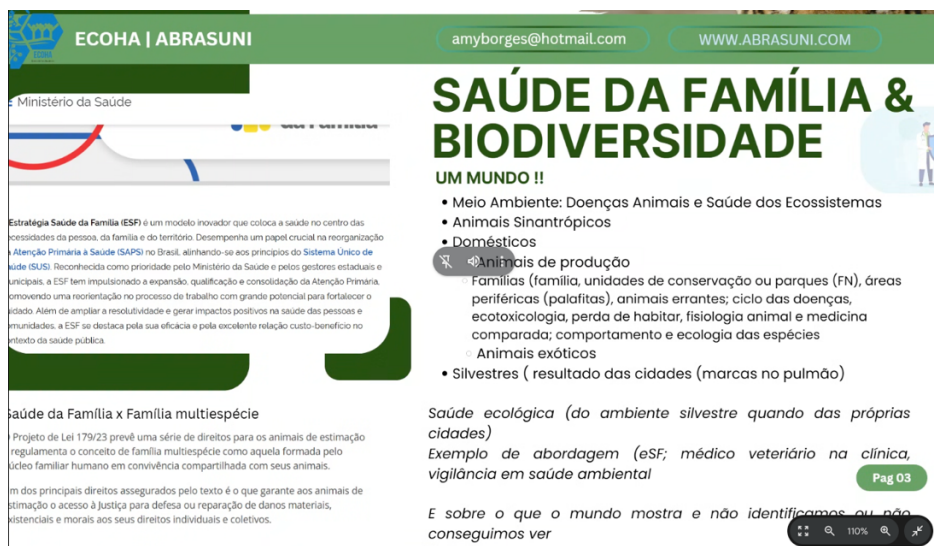 ECOHA | ABRASUNI
amyborges@hotmail.com
WWW.ABRASUNI.COM
ECOHA
Ministério da Saúde
da Família
Estratégia Saúde da Família (ESF) é um modelo inovador que coloca a saúde no centro das
necessidades da pessoa, da família e do território. Desempenha um papel crucial na reorganização
Atenção Primária à Saúde (SAPS) no Brasil, alinhando-se aos princípios do Sistema Único de
Saúde (SUS). Reconhecida como prioridade pelo Ministério da Saúde e pelos gestores estaduais e
municipais, a ESF tem impulsionado a expansão, qualificação e consolidação da Atenção Primária,
promovendo uma reorientação no processo de trabalho com grande potencial para fortalecer o
cuidado. Além de ampliar a resolutividade e gerar impactos positivos na saúde das pessoas e
comunidades, a ESF se destaca pela sua eficácia e pela excelente relação custo-benefício no
contexto da saúde pública.
Saúde da Família x Família multiespécie
O Projeto de Lei 179/23 prevê uma série de direitos para os animais de estimação
regulamenta o conceito de família multiespécie como aquela formada pelo
núcleo familiar humano em convivência compartilhada com seus animais.
Um dos principais direitos assegurados pelo texto é o que garante aos animais de
estimação o acesso à Justiça para defesa ou reparação de danos materiais,
existenciais e morais aos seus direitos individuais e coletivos.
SAÚDE DA FAMÍLIA &
BIODIVERSIDADE
UM MUNDO !!
• Meio Ambiente: Doenças Animais e Saúde dos Ecossistemas
• Animais Sinantrópicos
• Domésticos
Animais de produção
Famílias (família, unidades de conservação ou parques (FN), áreas
periféricas (palafitas), animais errantes; ciclo das doenças,
ecotoxicologia, perda de habitar, fisiologia animal e medicina
comparada; comportamento e ecologia das espécies
Animais exóticos
• Silvestres ( resultado das cidades (marcas no pulmão)
Saúde ecológica (do ambiente silvestre quando das próprias
cidades)
Exemplo de abordagem (eSF; médico veterinário na clínica,
vigilância em saúde ambiental
Pag 03
E sobre o que o mundo mostra e não identificamos ou não
conseguimos ver
110%